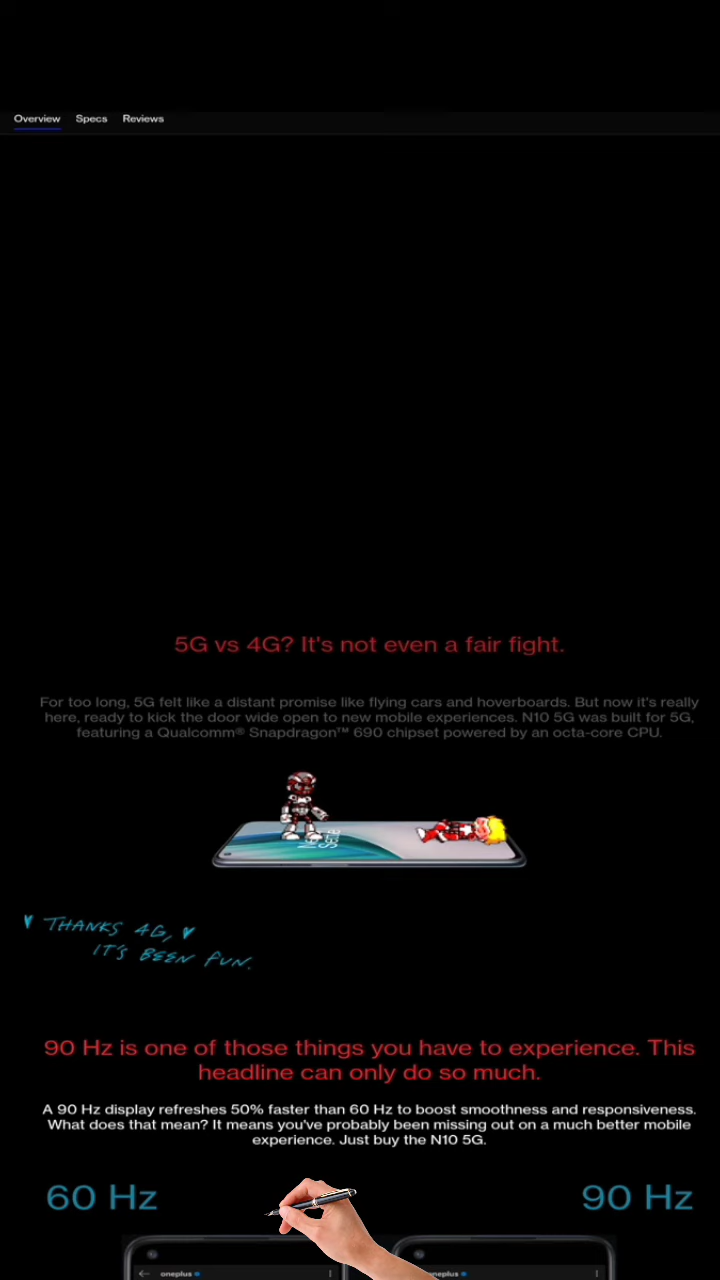 Overview Specs Reviews
5G vs 4G? It's not even a fair fight.
For too long, 5G felt like a distant promise like flying cars and hoverboards. But now it's really
here, ready to kick the door wide open to new mobile experiences. N10 5G was built for 5G,
featuring a Qualcomm® Snapdragon™ 690 chipset powered by an octa-core CPU.
THANKS 4G,
IT'S BEEN FUN.
90 Hz is one of those things you have to experience. This
headline can only do so much.
A 90 Hz display refreshes 50% faster than 60 Hz to boost smoothness and responsiveness.
What does that mean? It means you've probably been missing out on a much better mobile
experience. Just buy the N10 5G.
60 Hz 90 Hz
oneplus oneplus